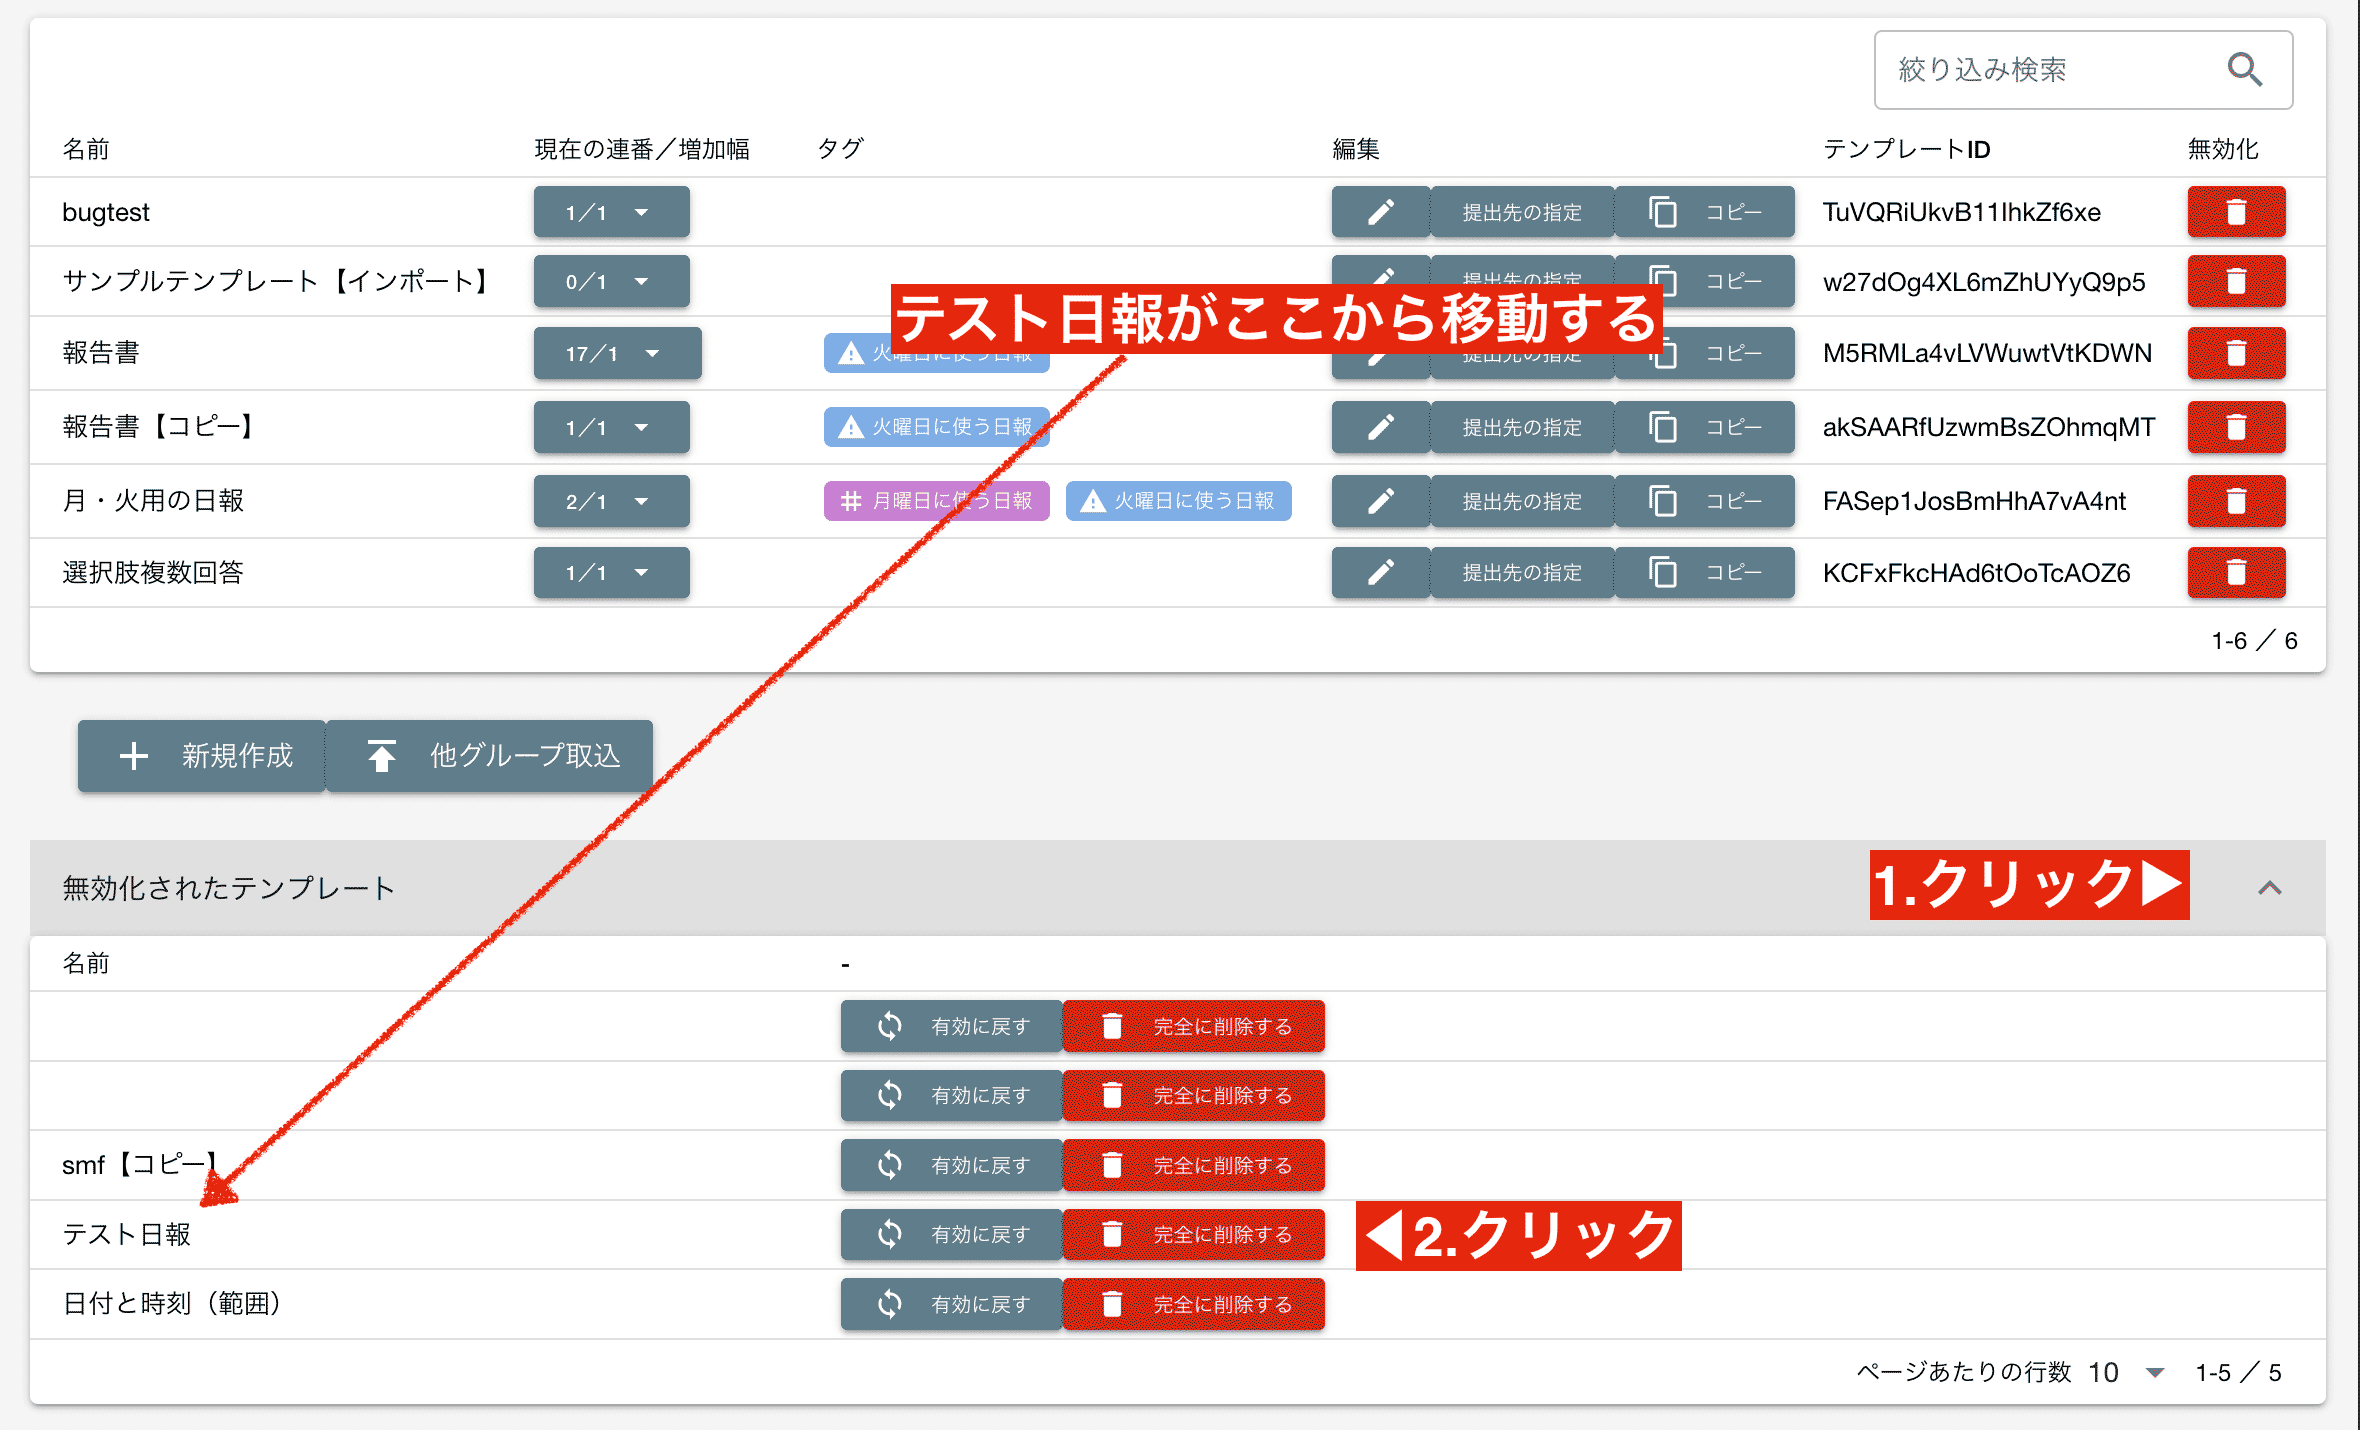 絞り込み検索
名前 現在の連番／増加幅 タグ 編集 テンプレートID 無効化
bugtest 1／1 提出先の指定 コピー TuVQRiUkvB11IhkZf6xe
サンプルテンプレート【インポート】 0／1 提出先の指定 コピー w27dOg4XL6mZhUYyQ9p5
テスト日報がここから移動する
報告書 17／1 火曜日に使う日報 提出先の指定 コピー M5RMLa4vLVWuwtVtKDWN
報告書【コピー】 1／1 火曜日に使う日報 提出先の指定 コピー akSAARfUzwmBsZOhmqMT
月・火用の日報 2／1 月曜日に使う日報 火曜日に使う日報 提出先の指定 コピー FASep1JosBmHhA7vA4nt
選択肢複数回答 1／1 提出先の指定 コピー KCFxFkcHAd6tOoTcAOZ6
1-6 ／ 6
新規作成 他グループ取込
無効化されたテンプレート 1.クリック▶
名前 -
有効に戻す 完全に削除する
有効に戻す 完全に削除する
smf【コピー】 有効に戻す 完全に削除する
テスト日報 有効に戻す 完全に削除する ◀2.クリック
日付と時刻（範囲） 有効に戻す 完全に削除する
ページあたりの行数 10 1-5 ／ 5